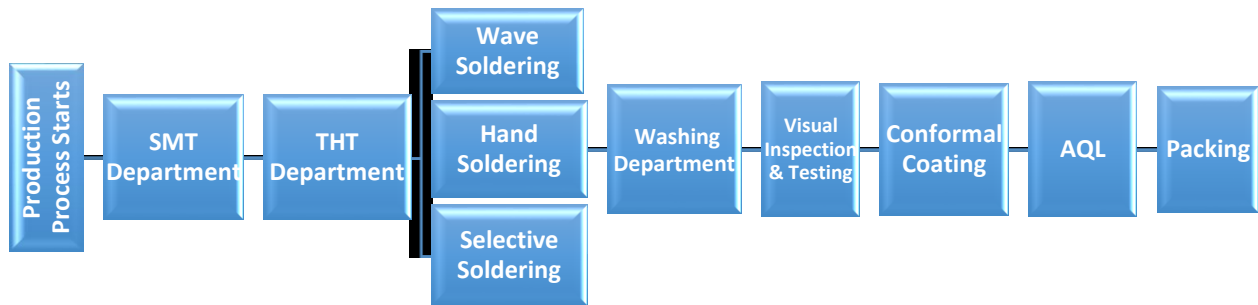 Production
Process Starts
SMT
Department
THT
Department
Wave
Soldering
Hand
Soldering
Selective
Soldering
Washing
Department
Visual
Inspection
& Testing
Conformal
Coating
AQL
Packing